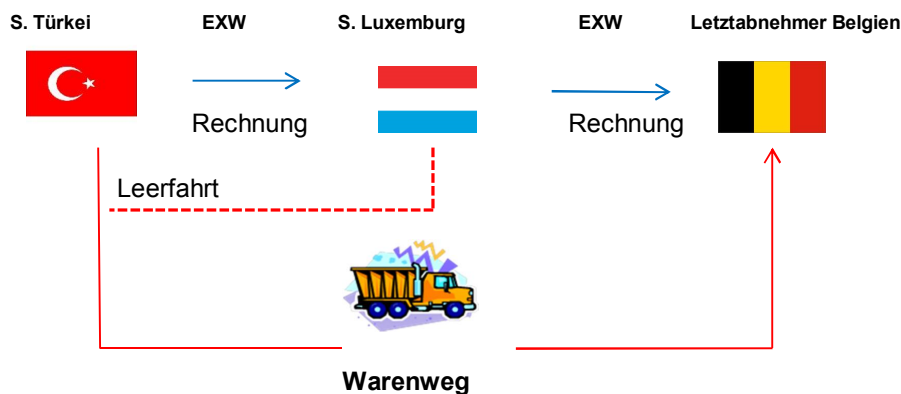 S. Türkei EXW S. Luxemburg EXW Letztabnehmer Belgien
Rechnung Rechnung
Leerfahrt
Warenweg